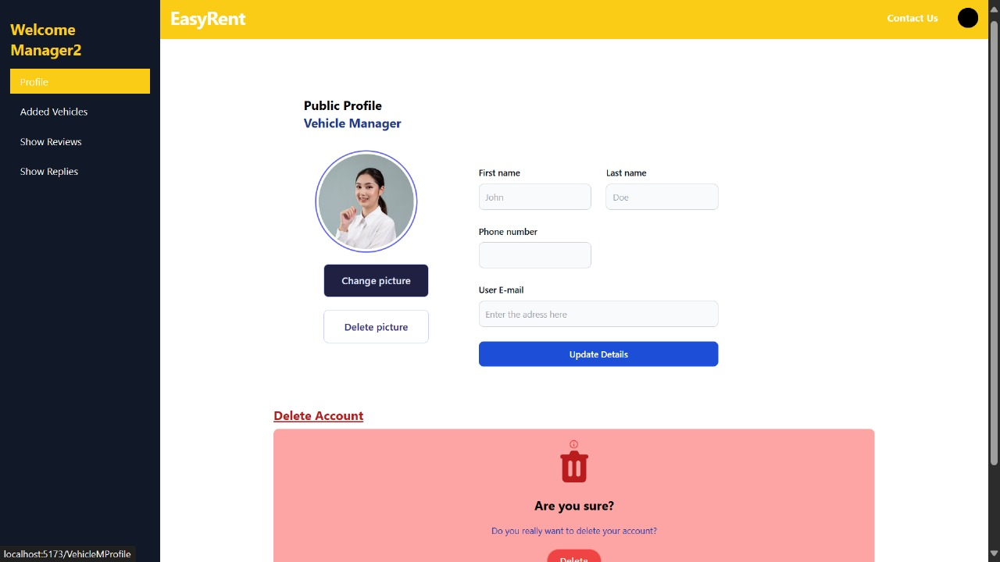 Welcome
Manager2
Profile
Added Vehicles
Show Reviews
Show Replies
EasyRent
Contact Us
Public Profile
Vehicle Manager
Change picture
Delete picture
First name
Last name
John
Doe
Phone number
User E-mail
Enter the adress here
Update Details
Delete Account
Are you sure?
Do you really want to delete your account?
Delete
localhost:5173/VehicleMProfile